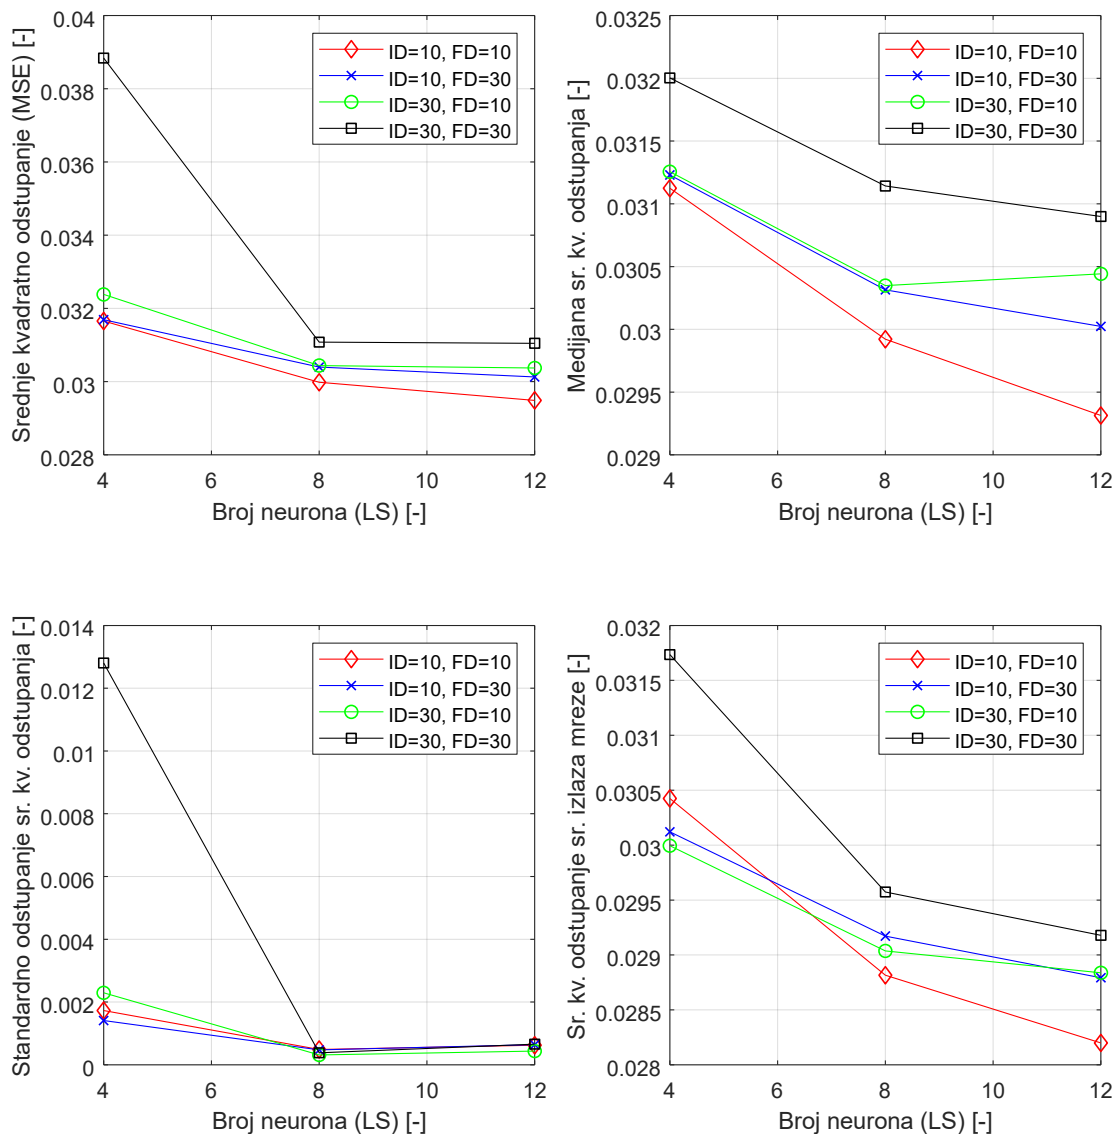 Srednje kvadratno odstupanje (MSE) [-]
0.04
0.038
0.036
0.034
0.032
0.03
0.028
4
6
8
10
12
Broj neurona (LS) [-]
ID=10, FD=10
ID=10, FD=30
ID=30, FD=10
ID=30, FD=30
Medijana sr. kv. odstupanja [-]
0.0325
0.032
0.0315
0.031
0.0305
0.03
0.0295
0.029
4
6
8
10
12
Broj neurona (LS) [-]
ID=10, FD=10
ID=10, FD=30
ID=30, FD=10
ID=30, FD=30
Standardno odstupanje sr. kv. odstupanja [-]
0.014
0.012
0.01
0.008
0.006
0.004
0.002
0
4
6
8
10
12
Broj neurona (LS) [-]
ID=10, FD=10
ID=10, FD=30
ID=30, FD=10
ID=30, FD=30
Sr. kv. odstupanje sr. izlaza mreze [-]
0.032
0.0315
0.031
0.0305
0.03
0.0295
0.029
0.0285
0.028
4
6
8
10
12
Broj neurona (LS) [-]
ID=10, FD=10
ID=10, FD=30
ID=30, FD=10
ID=30, FD=30